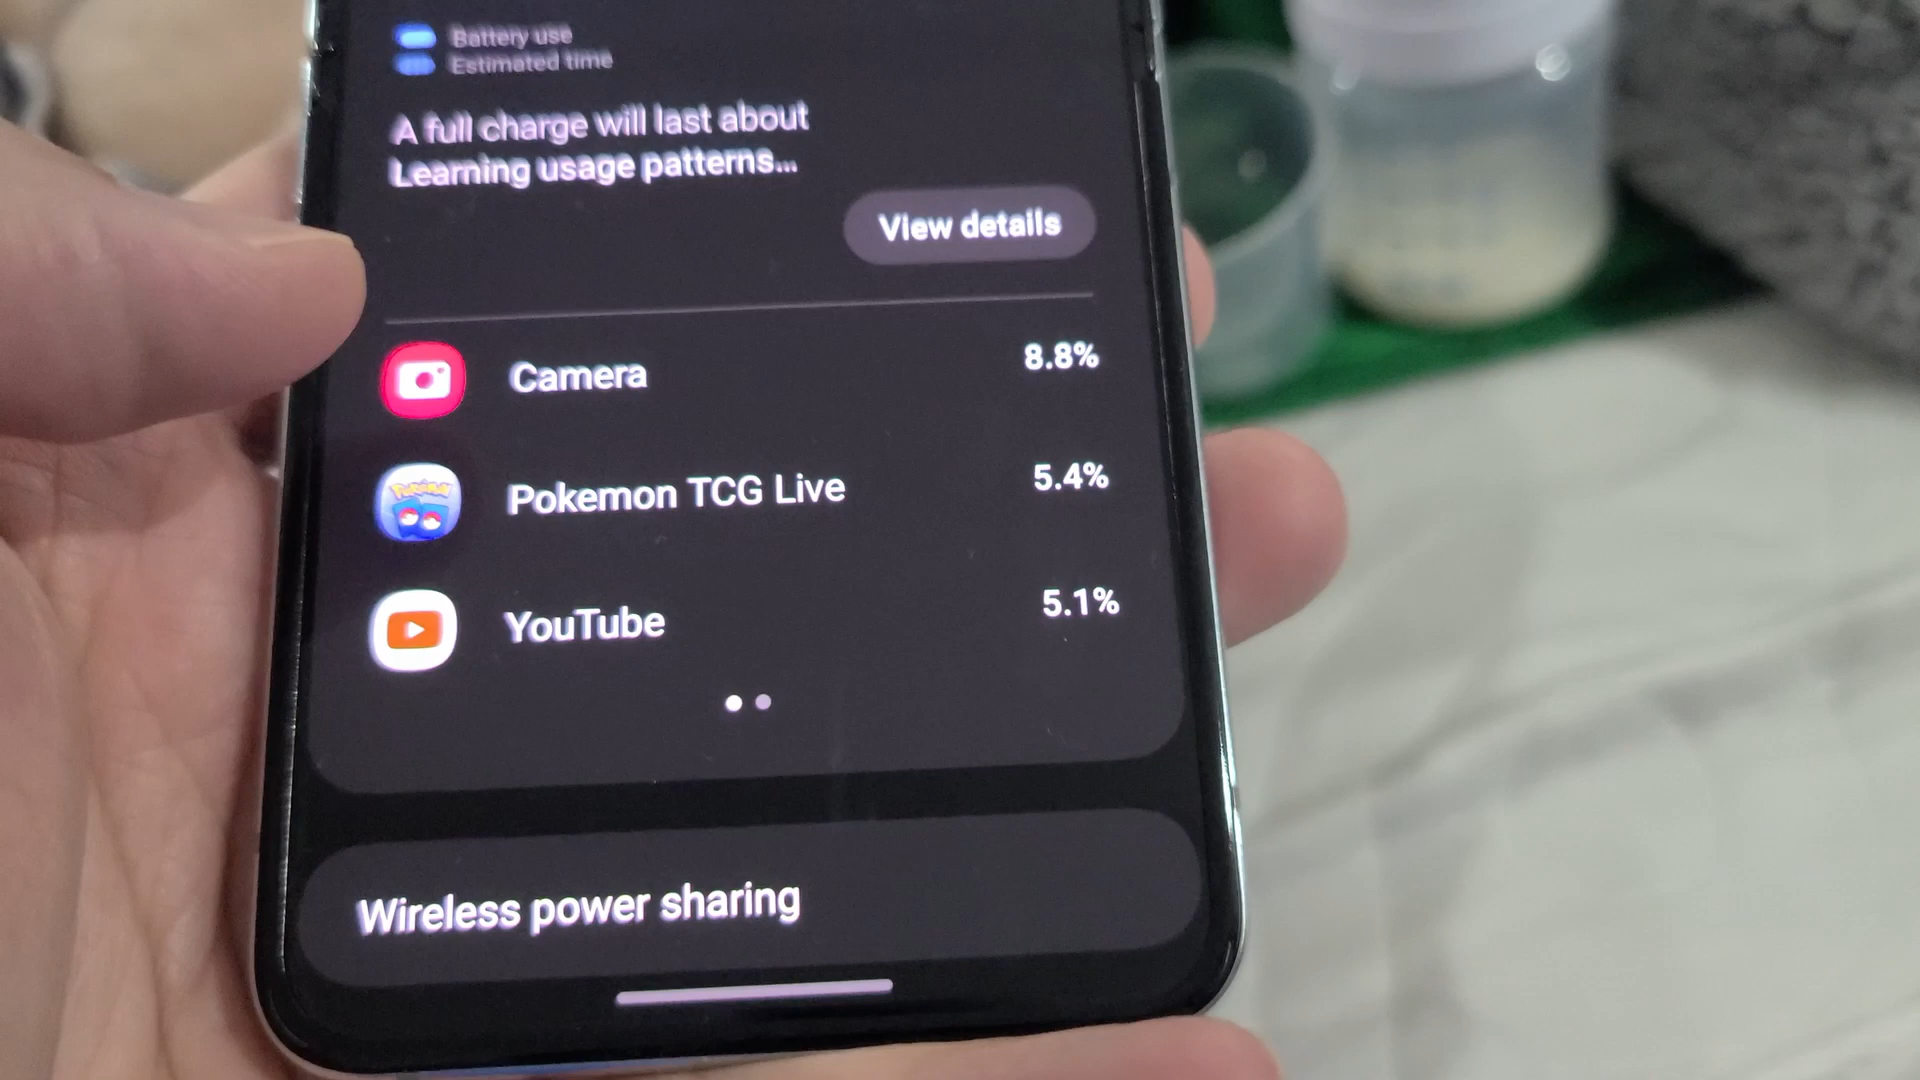 Battery use
Estimated time
A full charge will last about
Learning usage patterns...
View details
Camera 8.8%
Pokémon
Pokemon TCG Live 5.4%
YouTube 5.1%
Wireless power sharing